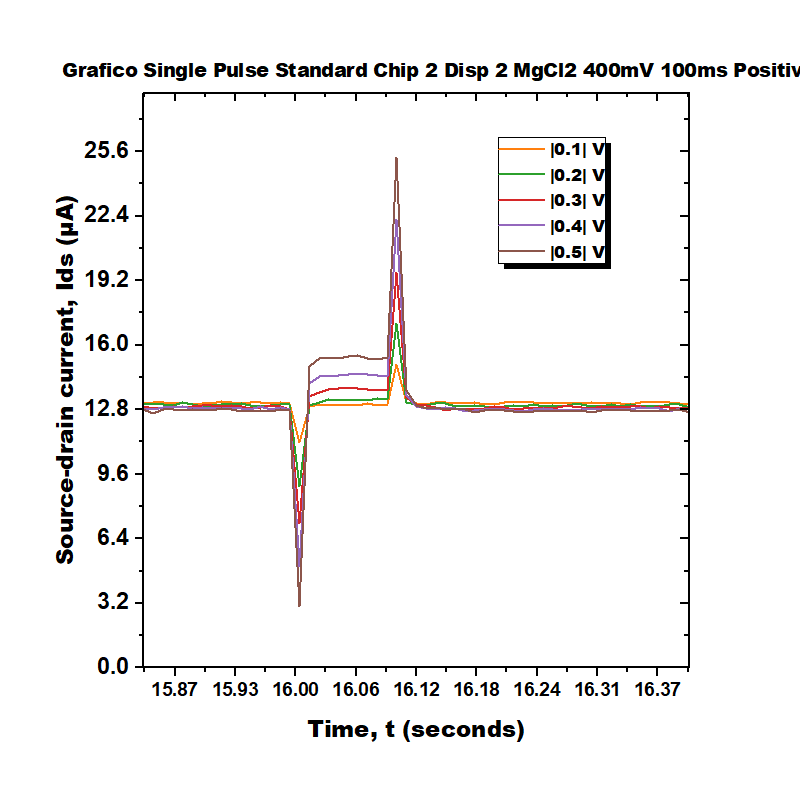 Grafico Single Pulse Standard Chip 2 Disp 2 MgCl2 400mV 100ms Positiv
25.6
22.4
19.2
16.0
12.8
9.6
6.4
3.2
0.0
Source-drain current, Ids (µA)
|0.1| V
|0.2| V
|0.3| V
|0.4| V
|0.5| V
15.87 15.93 16.00 16.06 16.12 16.18 16.24 16.31 16.37
Time, t (seconds)